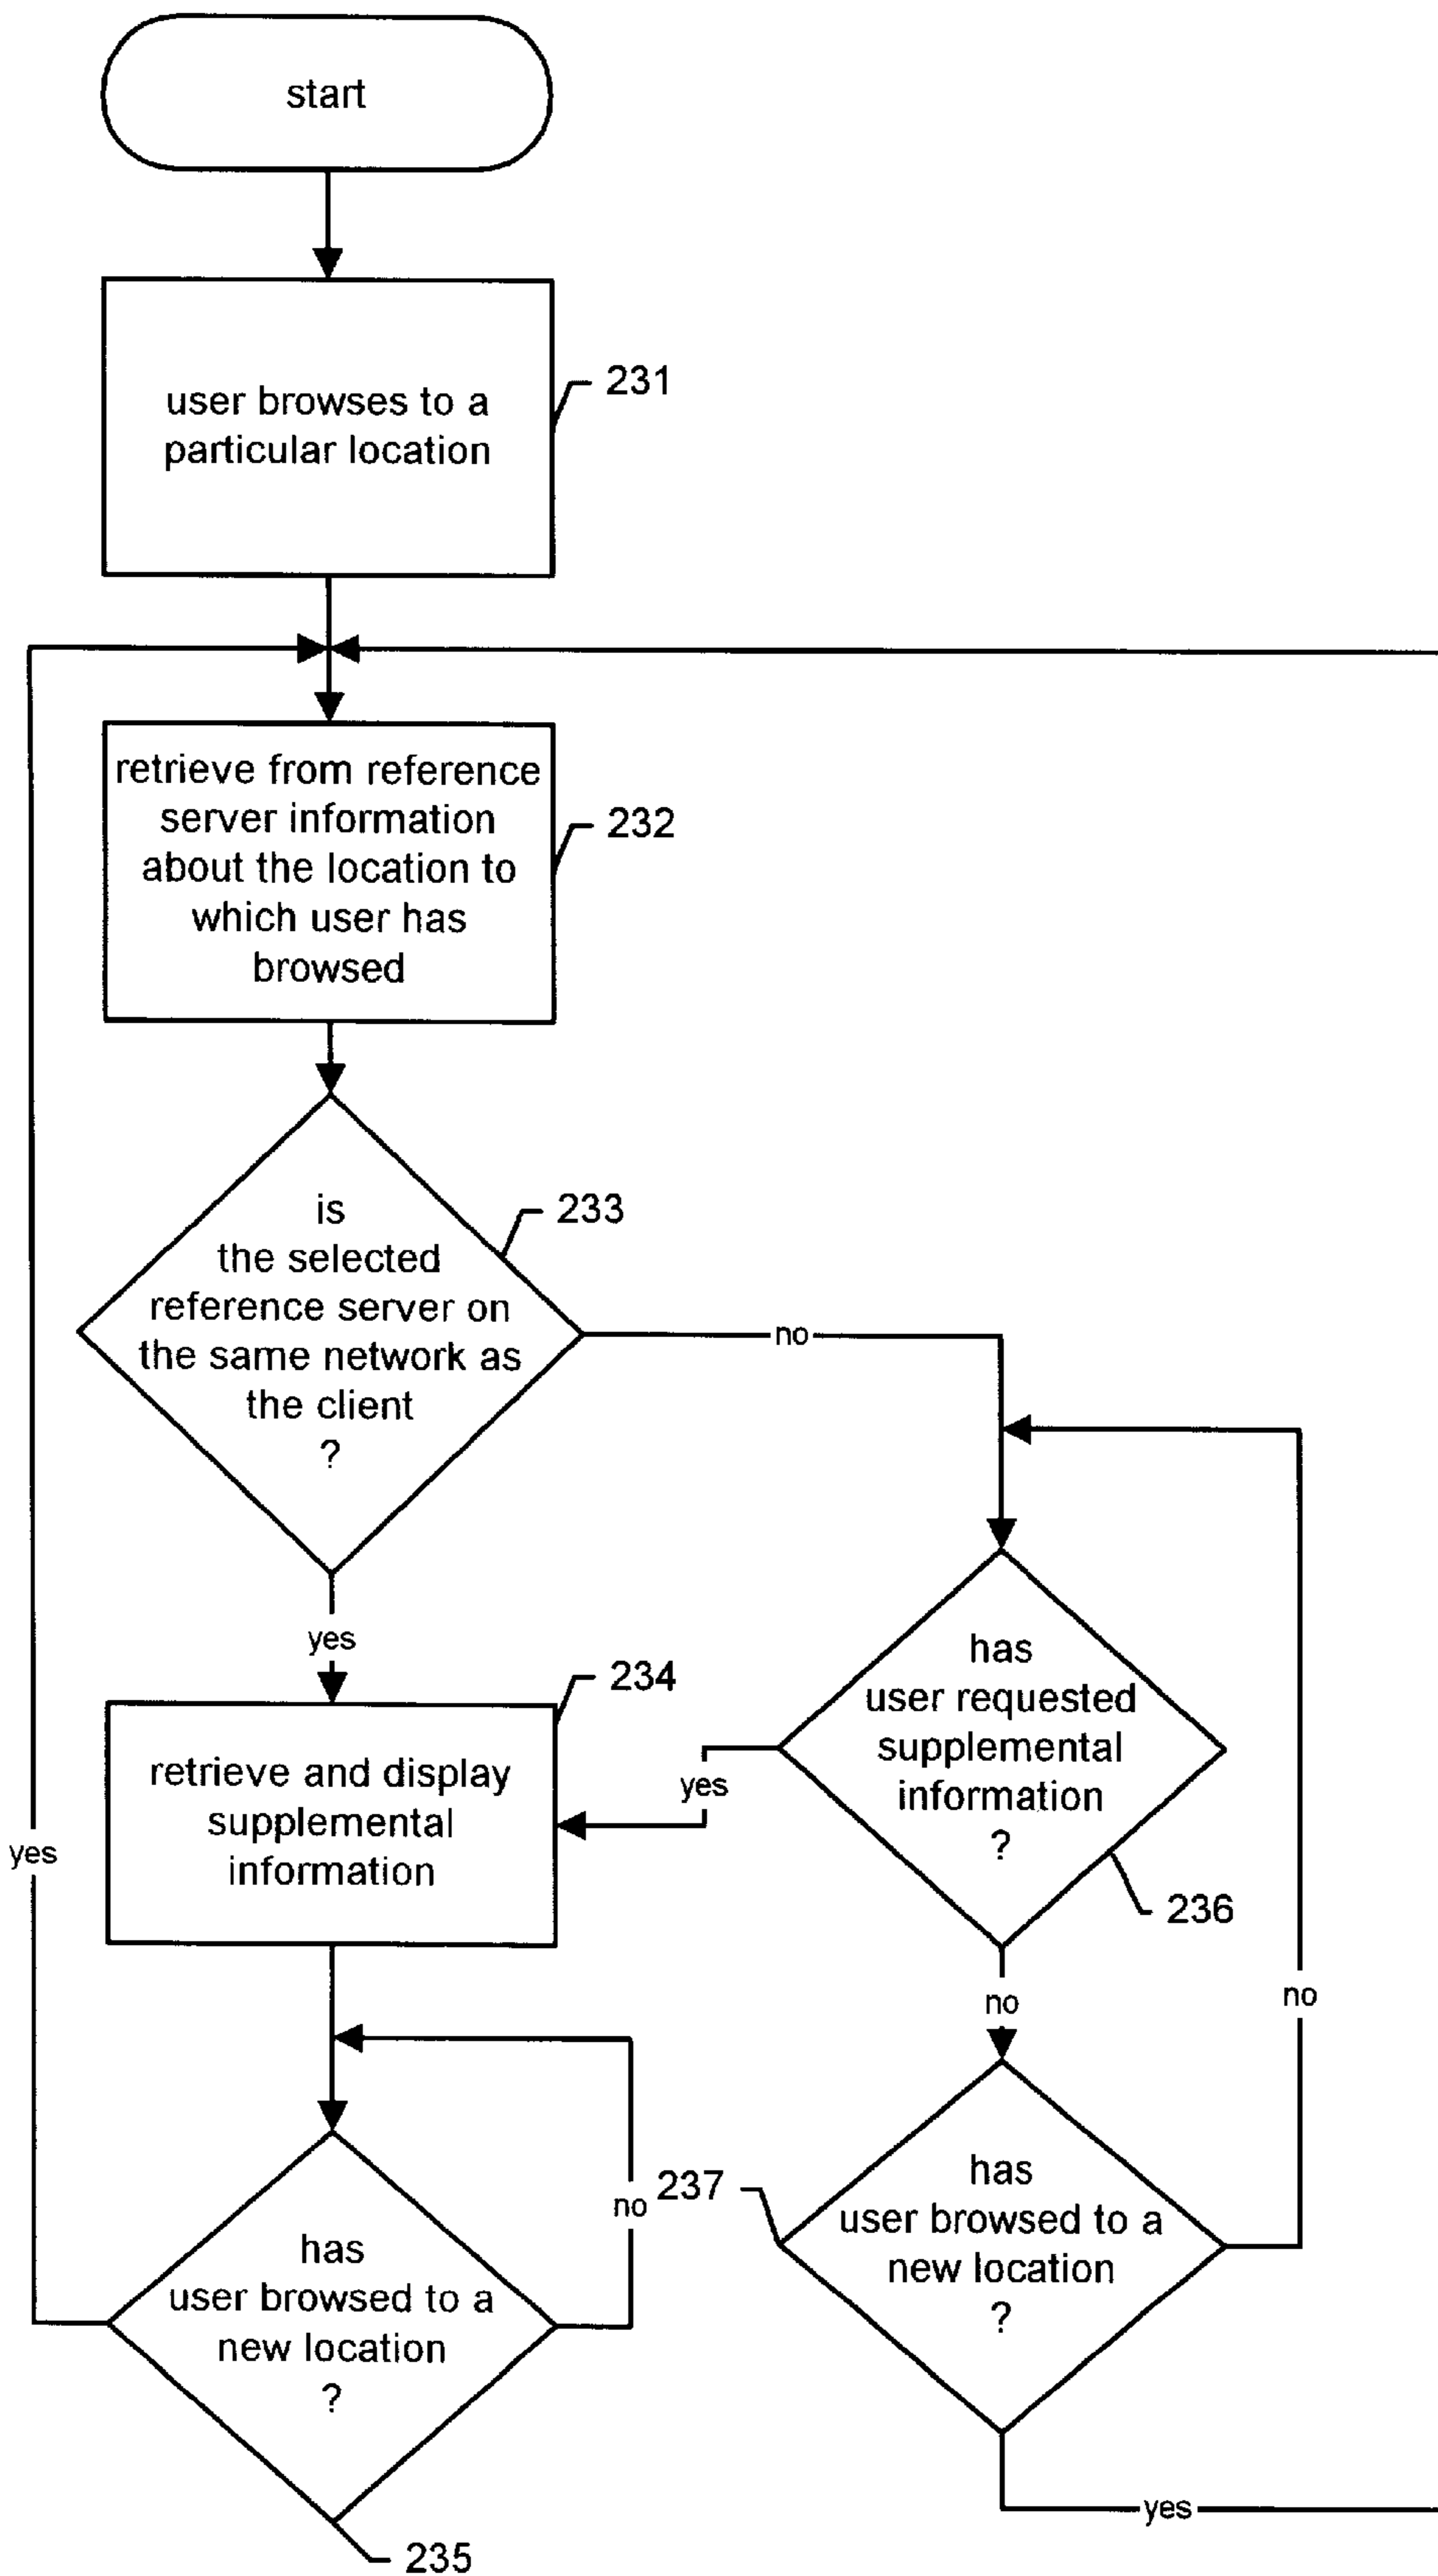 start
user browses to a
particular location
231
retrieve from reference
server information
about the location to
which user has
browsed
232
is
the selected
reference server on
the same network as
the client
?
233
no
yes
234
retrieve and display
supplemental
information
yes
has
user requested
supplemental
information
?
236
yes
no
no
has
user browsed to a
new location
?
235
no
237
has
user browsed to a
new location
?
yes